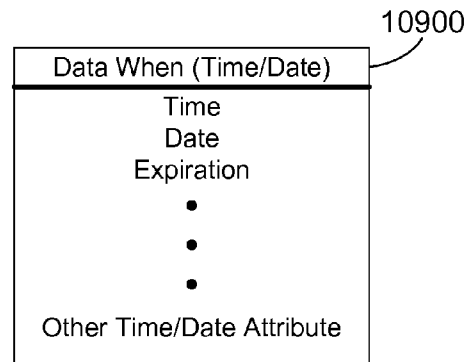 10900
Data When (Time/Date)
Time
Date
Expiration
•
•
•
Other Time/Date Attribute